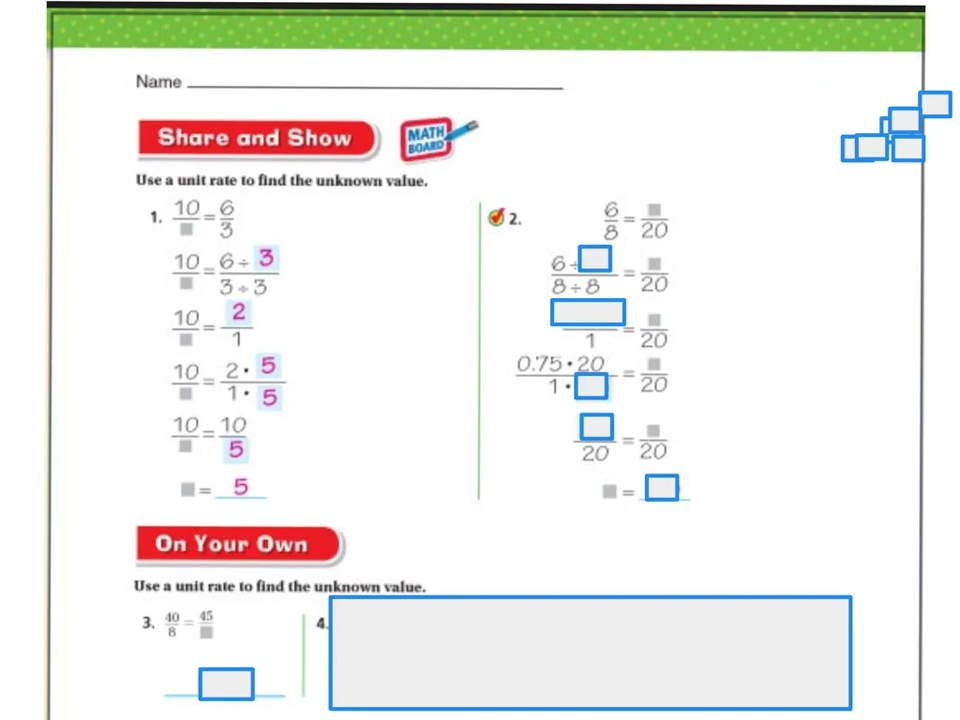 Name
Share and Show
MATH BOARD
Use a unit rate to find the unknown value.
1. 10/■ = 6/3
10/■ = (6 ÷ 3)/(3 ÷ 3)
10/■ = 2/1
10/■ = (2 • 5)/(1 • 5)
10/■ = 10/5
■ = 5
2. 6/8 = ■/20
(6 ÷ )/(8 ÷ 8) = ■/20
/1 = ■/20
(0.75 • 20)/(1 • ) = ■/20
/20 = ■/20
■ =
On Your Own
Use a unit rate to find the unknown value.
3. 40/8 = 45/■
4.